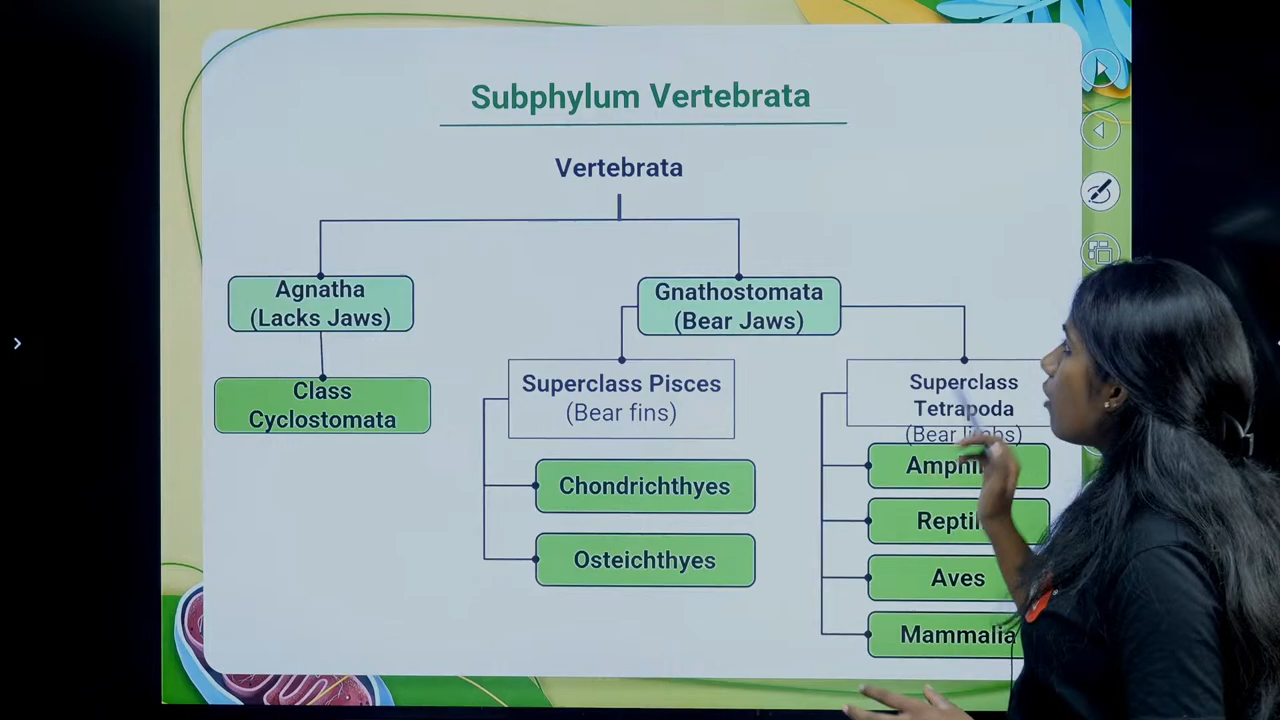 Subphylum Vertebrata
Vertebrata
Agnatha
(Lacks Jaws)
Class
Cyclostomata
Gnathostomata
(Bear Jaws)
Superclass Pisces
(Bear fins)
Chondrichthyes
Osteichthyes
Superclass
Tetrapoda
(Bear limbs)
Aves
Mammalia